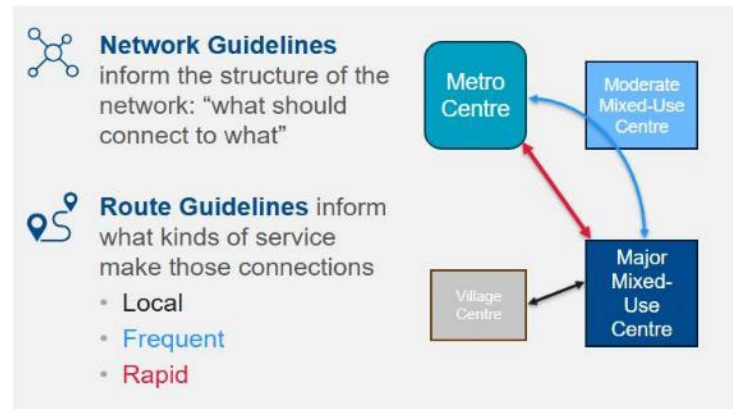 Network Guidelines
inform the structure of the
network: “what should
connect to what”
Route Guidelines inform
what kinds of service
make those connections
• Local
• Frequent
• Rapid
Metro
Centre
Moderate
Mixed-Use
Centre
Village
Centre
Major
Mixed-
Use
Centre